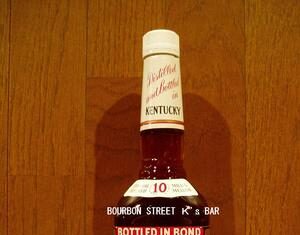 Distilled
and Bottled
in
KENTUCKY
10
BOURBON STREET K's BAR
BOTTLED IN BOND